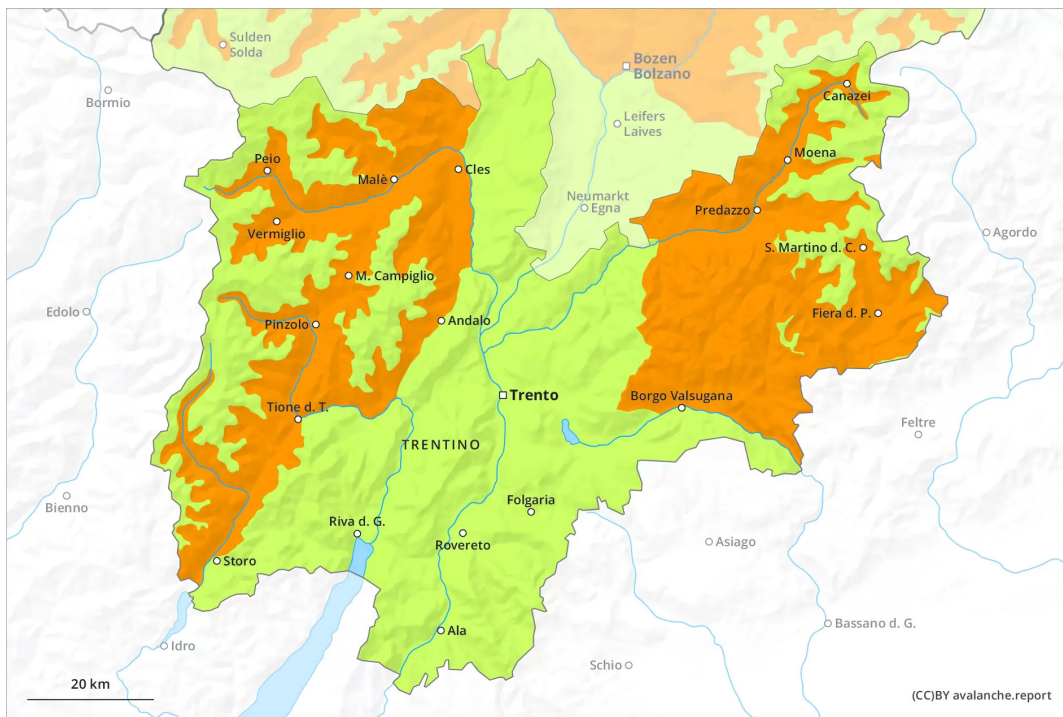 Sulden
Solda
Bozen
Bolzano
Bormio
Canazei
Leifers
Laives
Peio
Malè
Cles
Moena
Neumarkt
Egna
Predazzo
Vermiglio
Agordo
S. Martino d. C.
M. Campiglio
Edolo
Pinzolo
Andalo
Fiera d. P.
Trento
Borgo Valsugana
Tione d. T.
Feltre
TRENTINO
Bienno
Folgaria
Riva d. G.
Rovereto
Asiago
Storo
Bassano d. G.
Ala
Idro
Schio
20 km
(CC)BY avalanche.report